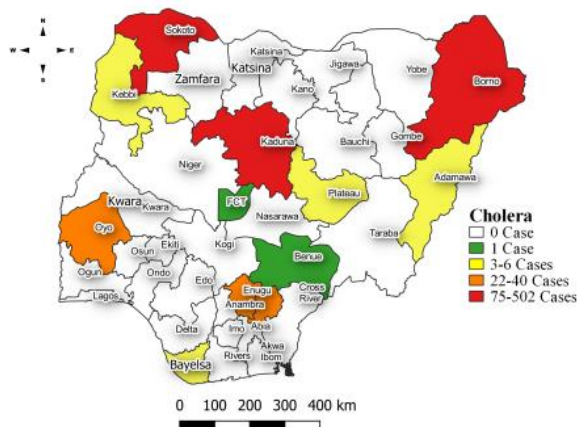 N
W E
S
Sokoto
Katsina
Zamfara
Katsina
Jigawa
Yobe
Borno
Kebbi
Kano
Kaduna
Bauchi
Gombe
Niger
Adamawa
Plateau
Kwara
Kwara
FCT
Nasarawa
Taraba
Oyo
Kogi
Osun
Ekiti
Benue
Ogun
Ondo
Edo
Enugu
Cross
River
Lagos
Anambra
Delta
Imo
Abia
Bayelsa
Rivers
Akwa
Ibom
Cholera
0 Case
1 Case
3-6 Cases
22-40 Cases
75-502 Cases
0 100 200 300 400 km